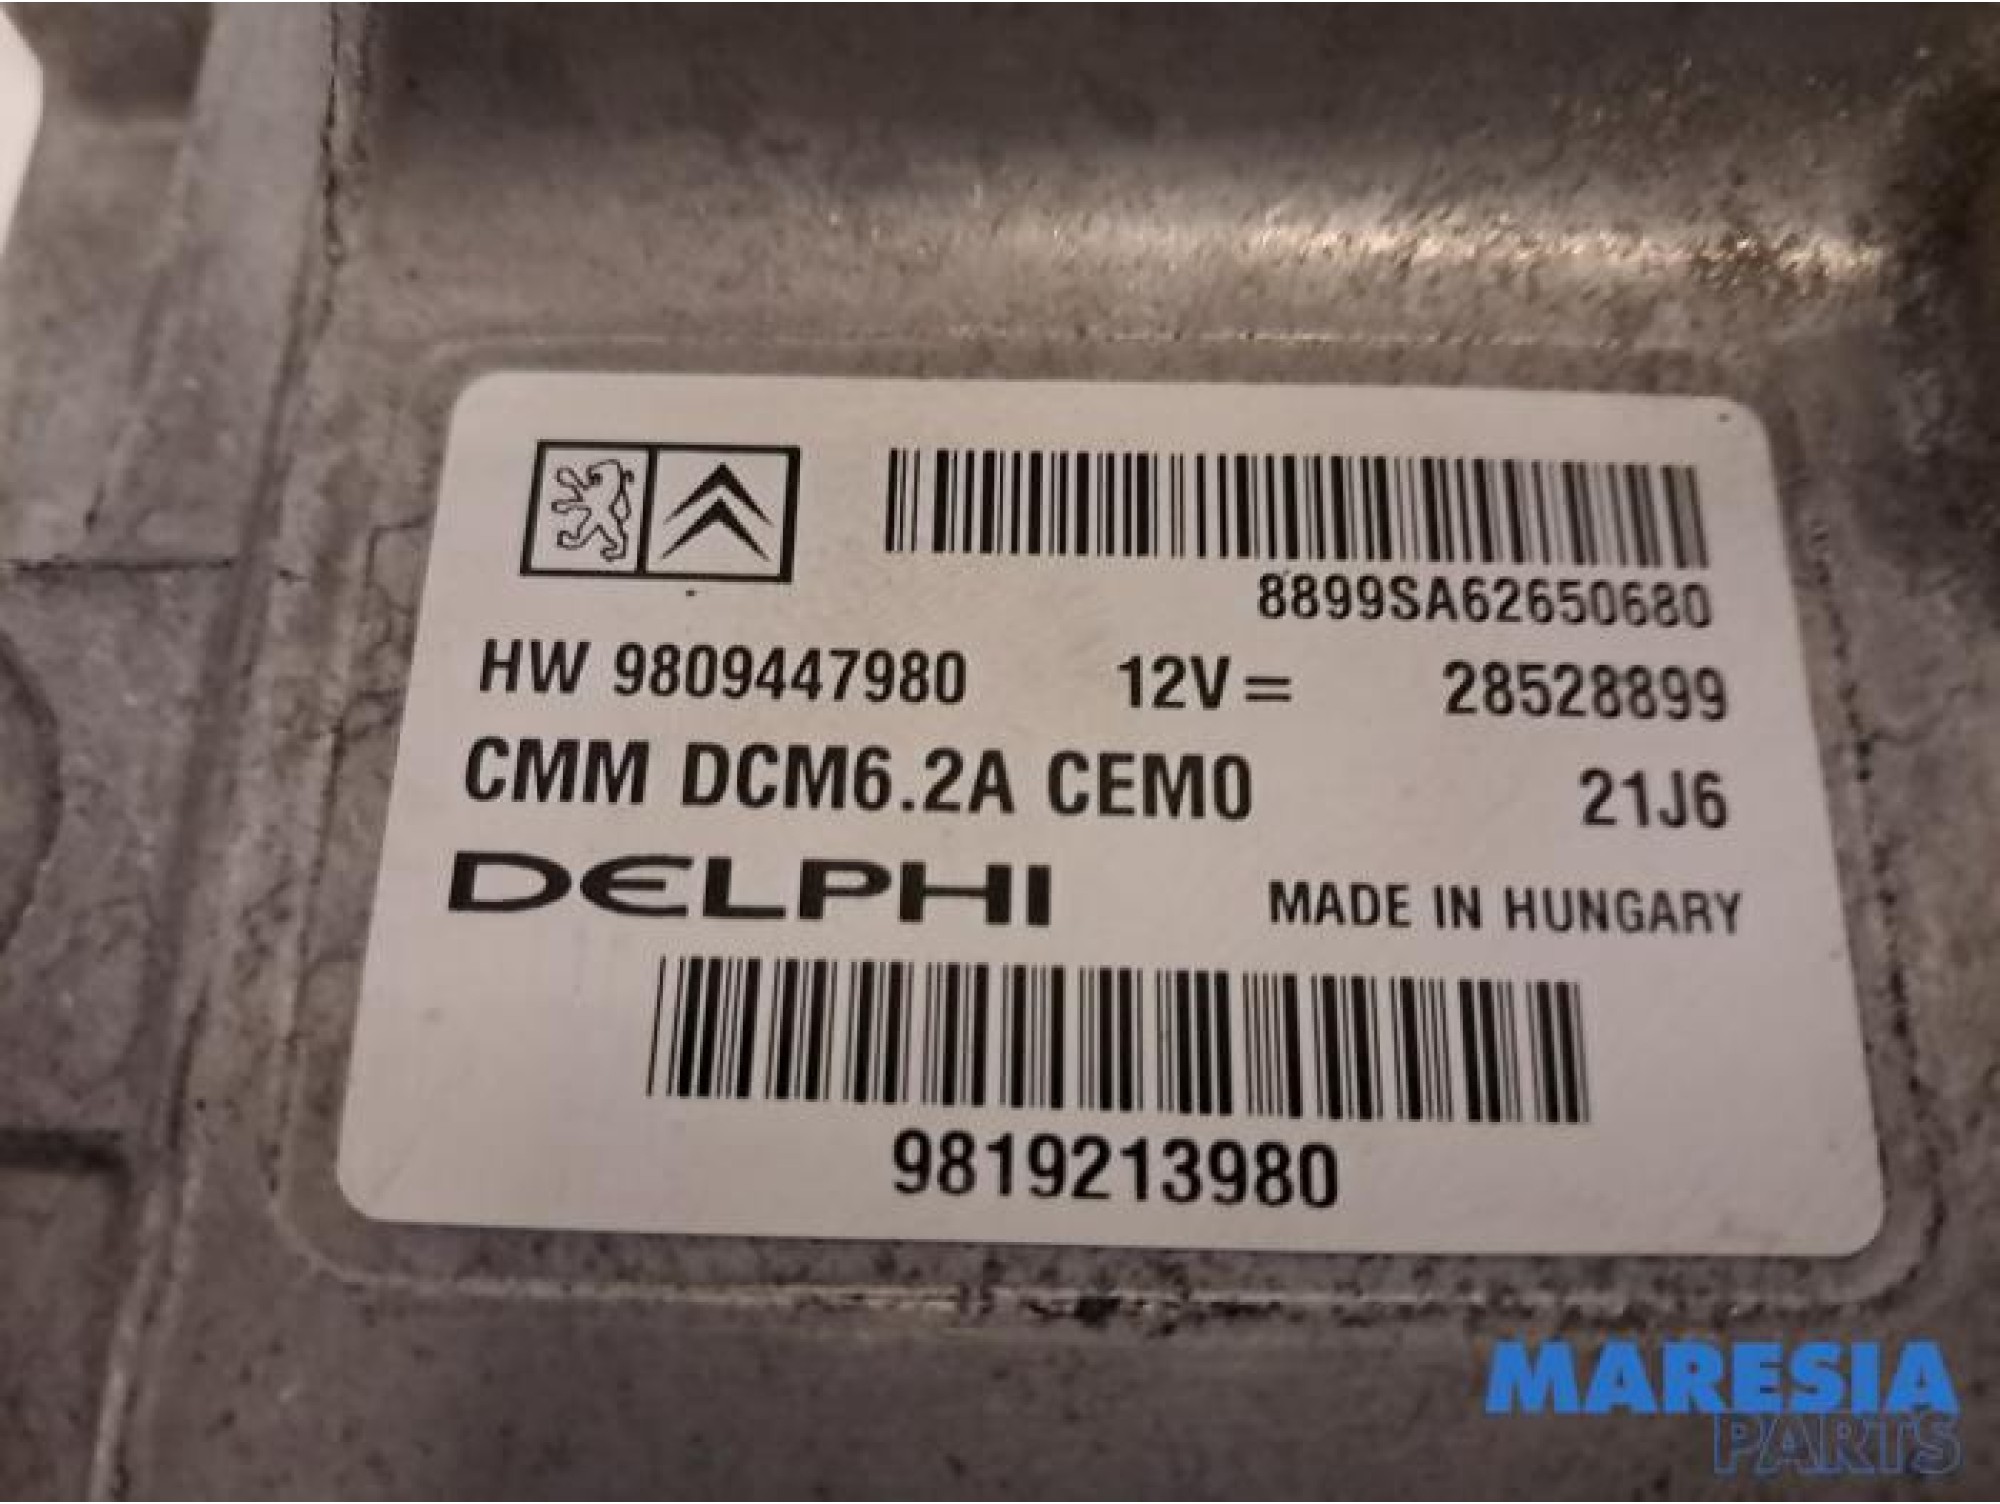 8899SA62650680
HW 9809447980 12V= 28528899
CMM DCM6.2A CEM0 21J6
DELPHI MADE IN HUNGARY
9819213980
MARESIA
PARTS